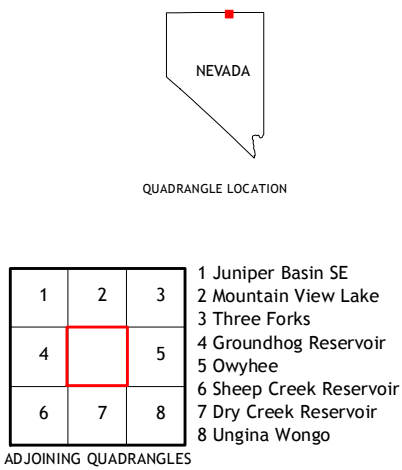 NEVADA
QUADRANGLE LOCATION
1 2 3
4 5
6 7 8
1 Juniper Basin SE
2 Mountain View Lake
3 Three Forks
4 Groundhog Reservoir
5 Owyhee
6 Sheep Creek Reservoir
7 Dry Creek Reservoir
8 Ungina Wongo
ADJOINING QUADRANGLES